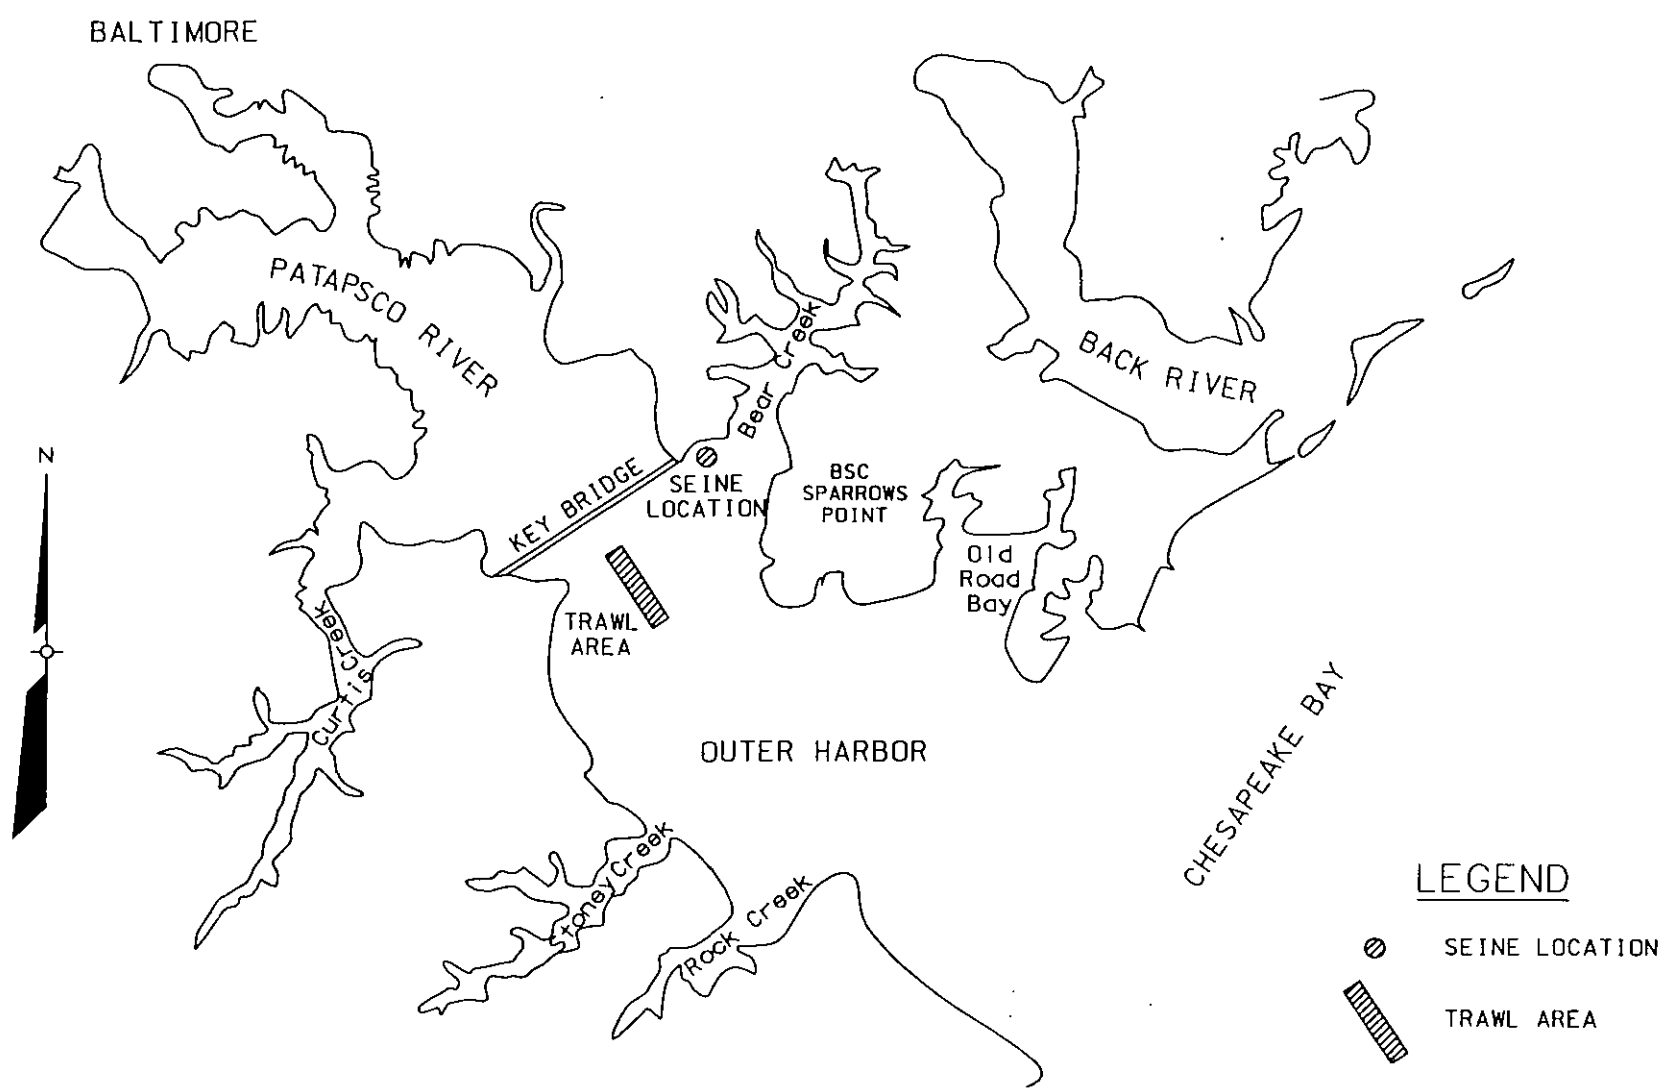 BALTIMORE
PATAPSCO RIVER
Bear Creek
BACK RIVER
N
KEY BRIDGE
SEINE
LOCATION
BSC
SPARROWS
POINT
Old
Road
Bay
TRAWL
AREA
Curtis Creek
OUTER HARBOR
CHESAPEAKE BAY
Stoney Creek
Rock Creek
LEGEND
SEINE LOCATION
TRAWL AREA